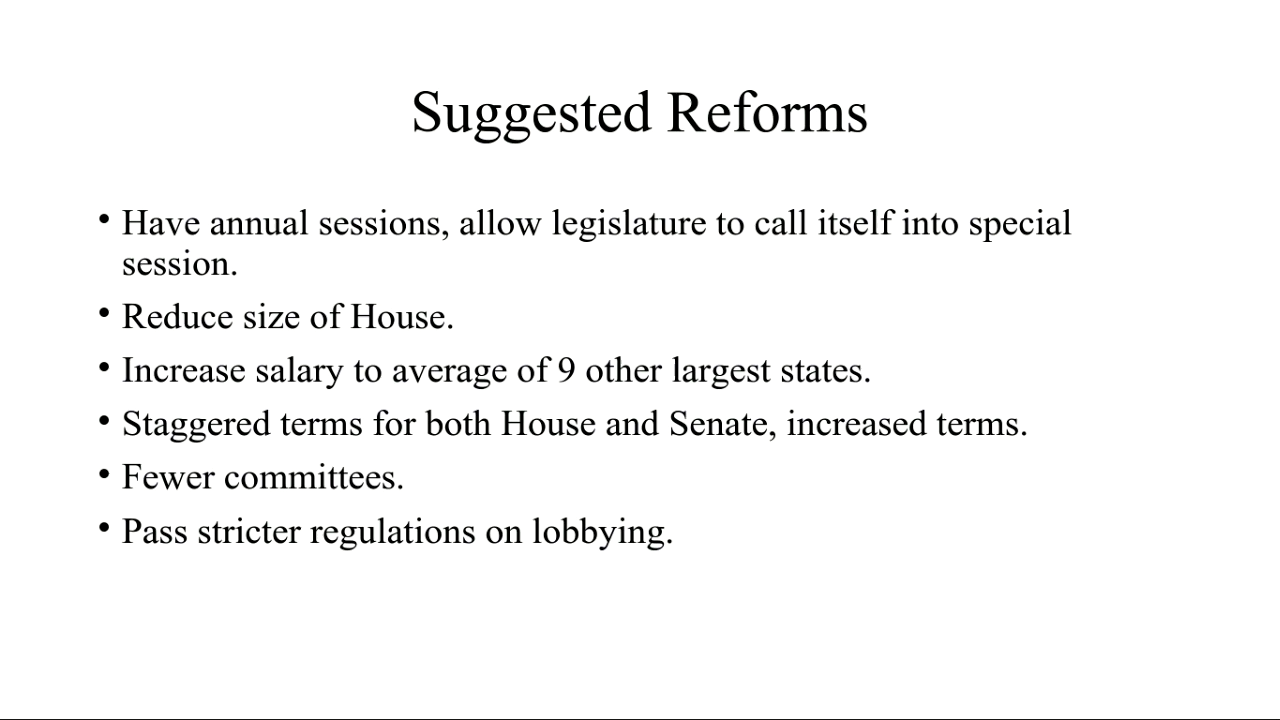 Suggested Reforms
• Have annual sessions, allow legislature to call itself into special
session.
• Reduce size of House.
• Increase salary to average of 9 other largest states.
• Staggered terms for both House and Senate, increased terms.
• Fewer committees.
• Pass stricter regulations on lobbying.